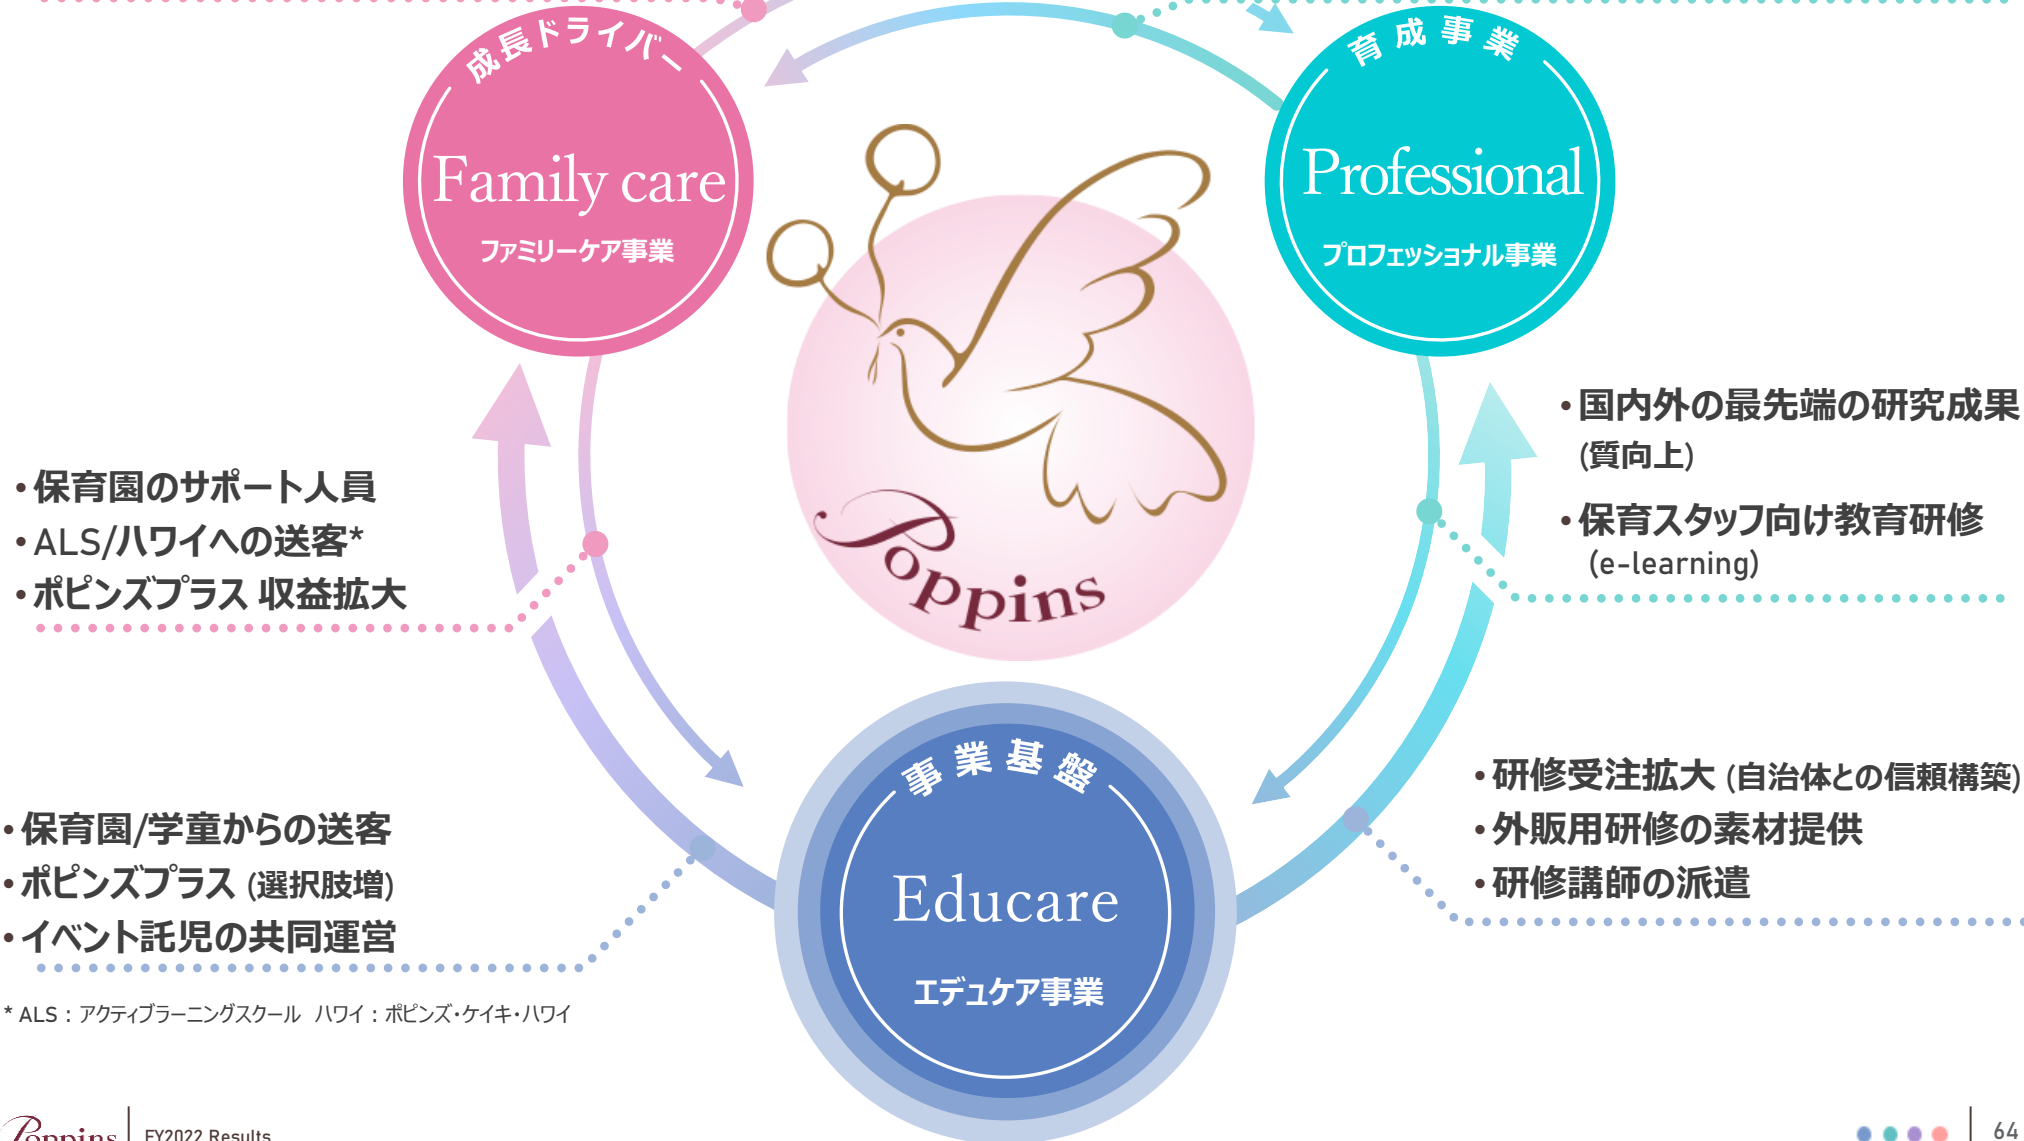 成長ドライバー
Family care
ファミリーケア事業
育成事業
Professional
プロフェッショナル事業
Poppins
・国内外の最先端の研究成果
(質向上)
・保育スタッフ向け教育研修
(e-learning)
・保育園のサポート人員
・ALS/ハワイへの送客*
・ポピンズプラス 収益拡大
事業基盤
Educare
エデュケア事業
・研修受注拡大 (自治体との信頼構築)
・外販用研修の素材提供
・研修講師の派遣
・保育園/学童からの送客
・ポピンズプラス (選択肢増)
・イベント託児の共同運営
* ALS：アクティブラーニングスクール ハワイ：ポピンズ・ケイキ・ハワイ
Poppins
FY2022 Results
64